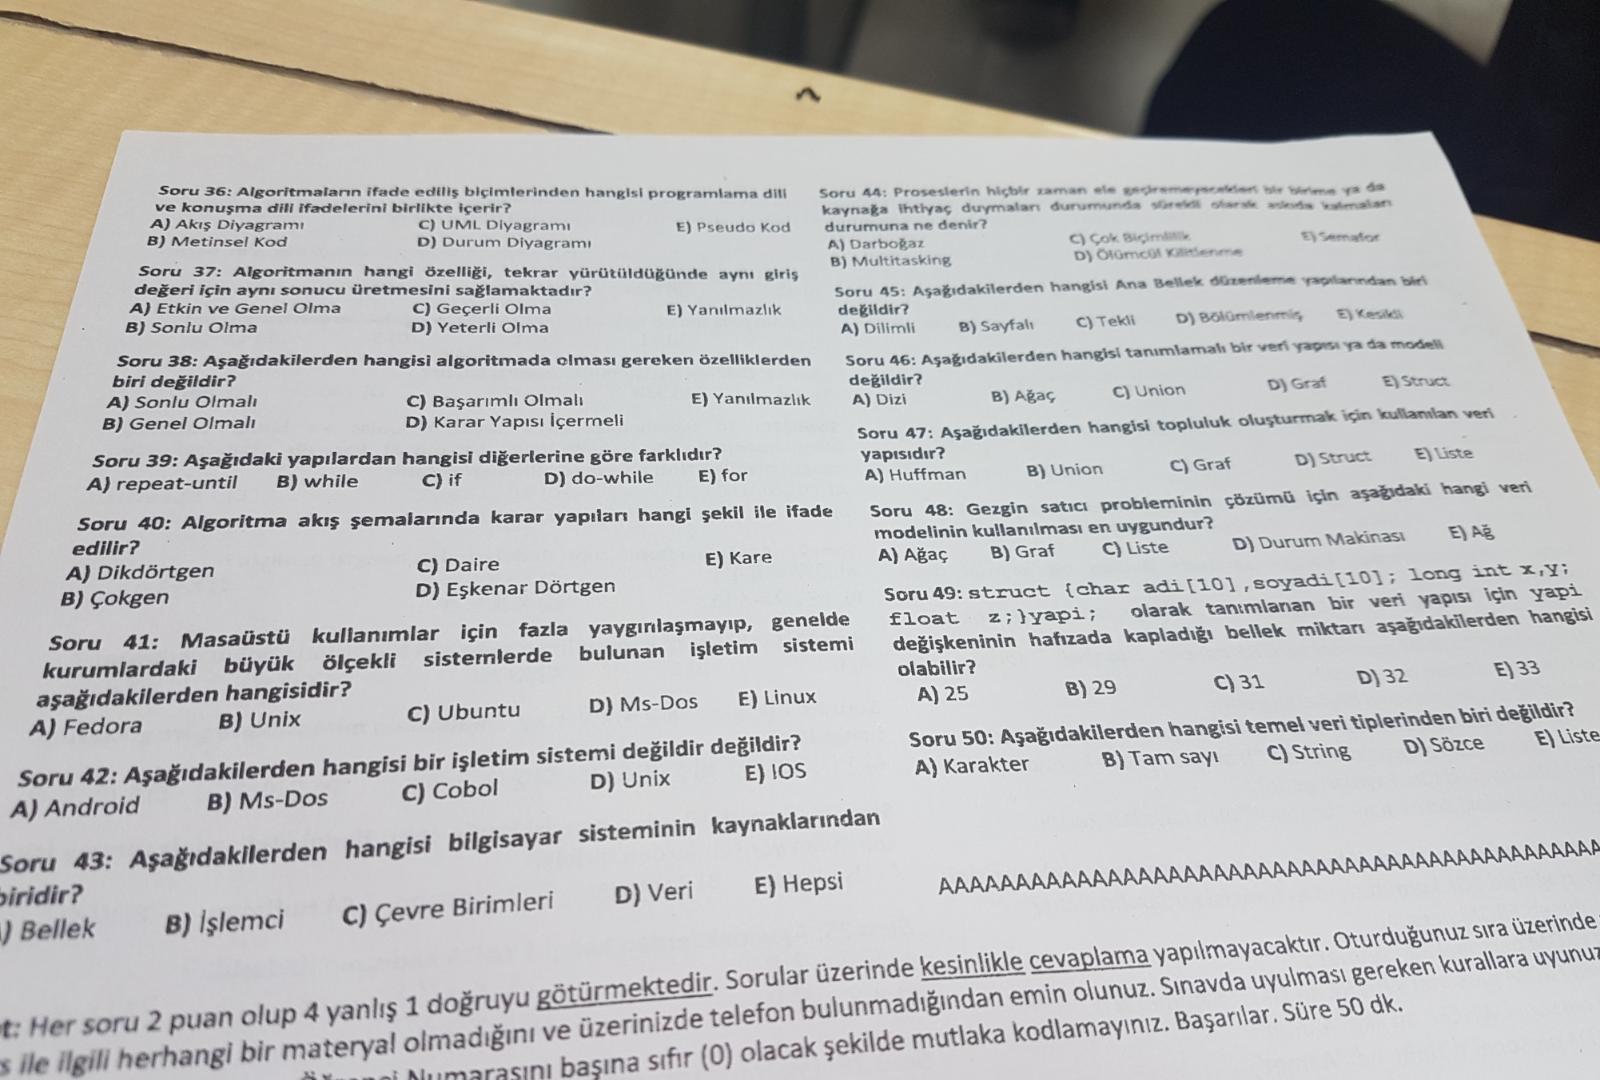 Soru 36: Algoritmaların ifade ediliş biçimlerinden hangisi programlama dili
ve konuşma dili ifadelerini birlikte içerir?
A) Akış Diyagramı C) UML Diyagramı E) Pseudo Kod
B) Metinsel Kod D) Durum Diyagramı
Soru 37: Algoritmanın hangi özelliği, tekrar yürütüldüğünde aynı giriş
değeri için aynı sonucu üretmesini sağlamaktadır?
A) Etkin ve Genel Olma C) Geçerli Olma E) Yanılmazlık
B) Sonlu Olma D) Yeterli Olma
Soru 38: Aşağıdakilerden hangisi algoritmada olması gereken özelliklerden
biri değildir?
A) Sonlu Olmalı C) Başarımlı Olmalı E) Yanılmazlık
B) Genel Olmalı D) Karar Yapısı İçermeli
Soru 39: Aşağıdaki yapılardan hangisi diğerlerine göre farklıdır?
A) repeat-until B) while C) if D) do-while E) for
Soru 40: Algoritma akış şemalarında karar yapıları hangi şekil ile ifade
edilir?
A) Dikdörtgen C) Daire E) Kare
B) Çokgen D) Eşkenar Dörtgen
Soru 41: Masaüstü kullanımlar için fazla yaygınlaşmayıp, genelde
kurumlardaki büyük ölçekli sistemlerde bulunan işletim sistemi
aşağıdakilerden hangisidir?
A) Fedora B) Unix C) Ubuntu D) Ms-Dos E) Linux
Soru 42: Aşağıdakilerden hangisi bir işletim sistemi değildir değildir?
A) Android B) Ms-Dos C) Cobol D) Unix E) IOS
Soru 43: Aşağıdakilerden hangisi bilgisayar sisteminin kaynaklarından
biridir?
) Bellek B) İşlemci C) Çevre Birimleri D) Veri E) Hepsi
Soru 44: Proseslerin hiçbir zaman ele geçiremeyecekleri bir birime ya da
kaynağa ihtiyaç duymaları durumunda sürekli olarak askıda kalmaları
durumuna ne denir?
A) Darboğaz C) Çok Biçimlilik E) Semafor
B) Multitasking D) Ölümcül Kilitlenme
Soru 45: Aşağıdakilerden hangisi Ana Bellek düzenleme yapılarından biri
değildir?
A) Dilimli B) Sayfalı C) Tekli D) Bölümlenmiş E) Kesikli
Soru 46: Aşağıdakilerden hangisi tanımlamalı bir veri yapısı ya da modeli
değildir?
A) Dizi B) Ağaç C) Union D) Graf E) Struct
Soru 47: Aşağıdakilerden hangisi topluluk oluşturmak için kullanılan veri
yapısıdır?
A) Huffman B) Union C) Graf D) Struct E) Liste
Soru 48: Gezgin satıcı probleminin çözümü için aşağıdaki hangi veri
modelinin kullanılması en uygundur?
A) Ağaç B) Graf C) Liste D) Durum Makinası E) Ağ
Soru 49: struct {char adi[10],soyadi[10]; long int x,y;
float z;}yapi; olarak tanımlanan bir veri yapısı için yapi
değişkeninin hafızada kapladığı bellek miktarı aşağıdakilerden hangisi
olabilir?
A) 25 B) 29 C) 31 D) 32 E) 33
Soru 50: Aşağıdakilerden hangisi temel veri tiplerinden biri değildir?
A) Karakter B) Tam sayı C) String D) Sözce E) Liste
AAAAAAAAAAAAAAAAAAAAAAAAAAAAAAAAAAAAAAAAAAA
t: Her soru 2 puan olup 4 yanlış 1 doğruyu götürmektedir. Sorular üzerinde kesinlikle cevaplama yapılmayacaktır. Oturduğunuz sıra üzerinde
s ile ilgili herhangi bir materyal olmadığını ve üzerinizde telefon bulunmadığından emin olunuz. Sınavda uyulması gereken kurallara uyunuz
Numarasını başına sıfır (0) olacak şekilde mutlaka kodlamayınız. Başarılar. Süre 50 dk.